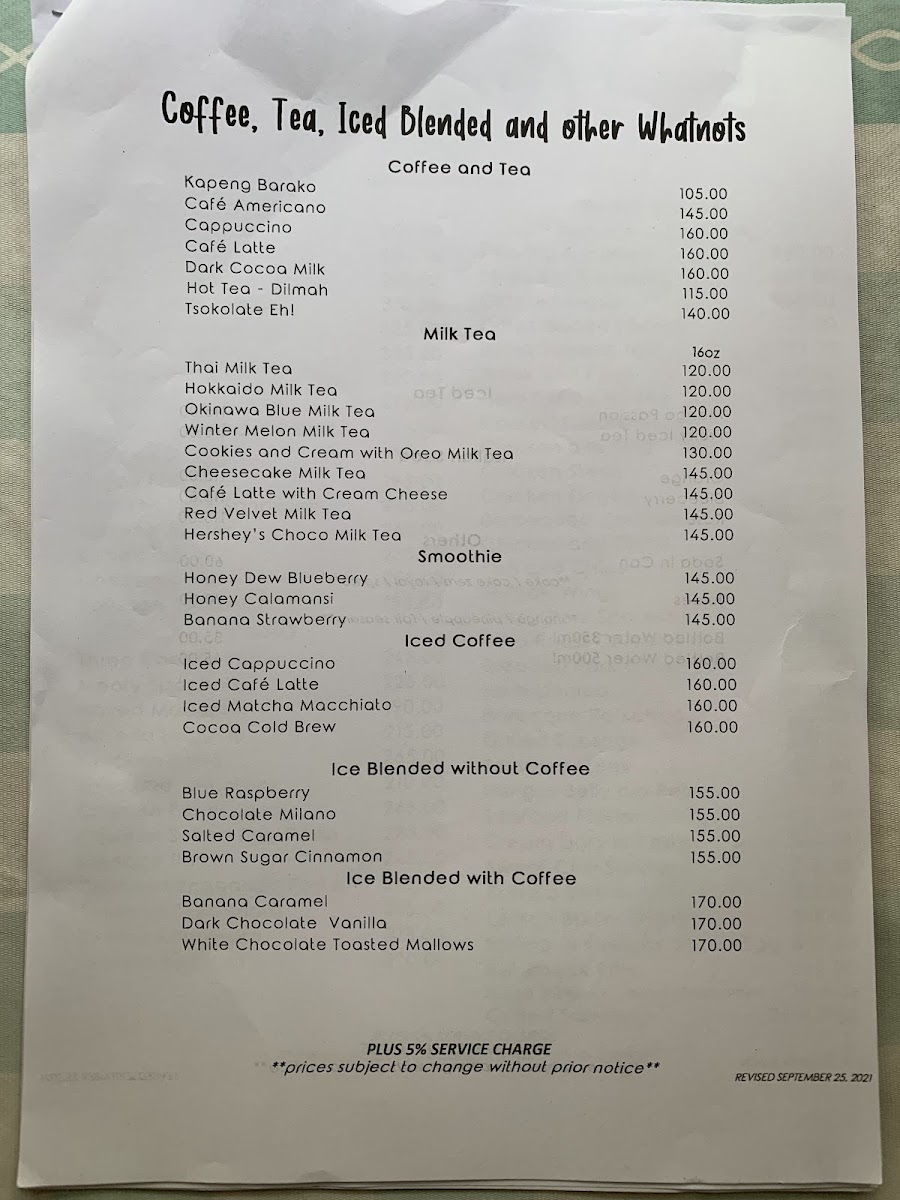 Coffee, Tea, Iced Blended and other Whatnots
Coffee and Tea
Kapeng Barako 105.00
Café Americano 145.00
Cappuccino 160.00
Café Latte 160.00
Dark Cocoa Milk 160.00
Hot Tea - Dilmah 115.00
Tsokolate Eh! 140.00
Milk Tea
16oz
Thai Milk Tea 120.00
Hokkaido Milk Tea 120.00
Okinawa Blue Milk Tea 120.00
Winter Melon Milk Tea 120.00
Cookies and Cream with Oreo Milk Tea 130.00
Cheesecake Milk Tea 145.00
Café Latte with Cream Cheese 145.00
Red Velvet Milk Tea 145.00
Hershey's Choco Milk Tea 145.00
Smoothie
Honey Dew Blueberry 145.00
Honey Calamansi 145.00
Banana Strawberry 145.00
Iced Coffee
Iced Cappuccino 160.00
Iced Café Latte 160.00
Iced Matcha Macchiato 160.00
Cocoa Cold Brew 160.00
Ice Blended without Coffee
Blue Raspberry 155.00
Chocolate Milano 155.00
Salted Caramel 155.00
Brown Sugar Cinnamon 155.00
Ice Blended with Coffee
Banana Caramel 170.00
Dark Chocolate Vanilla 170.00
White Chocolate Toasted Mallows 170.00
PLUS 5% SERVICE CHARGE
**prices subject to change without prior notice**
REVISED SEPTEMBER 25, 2021